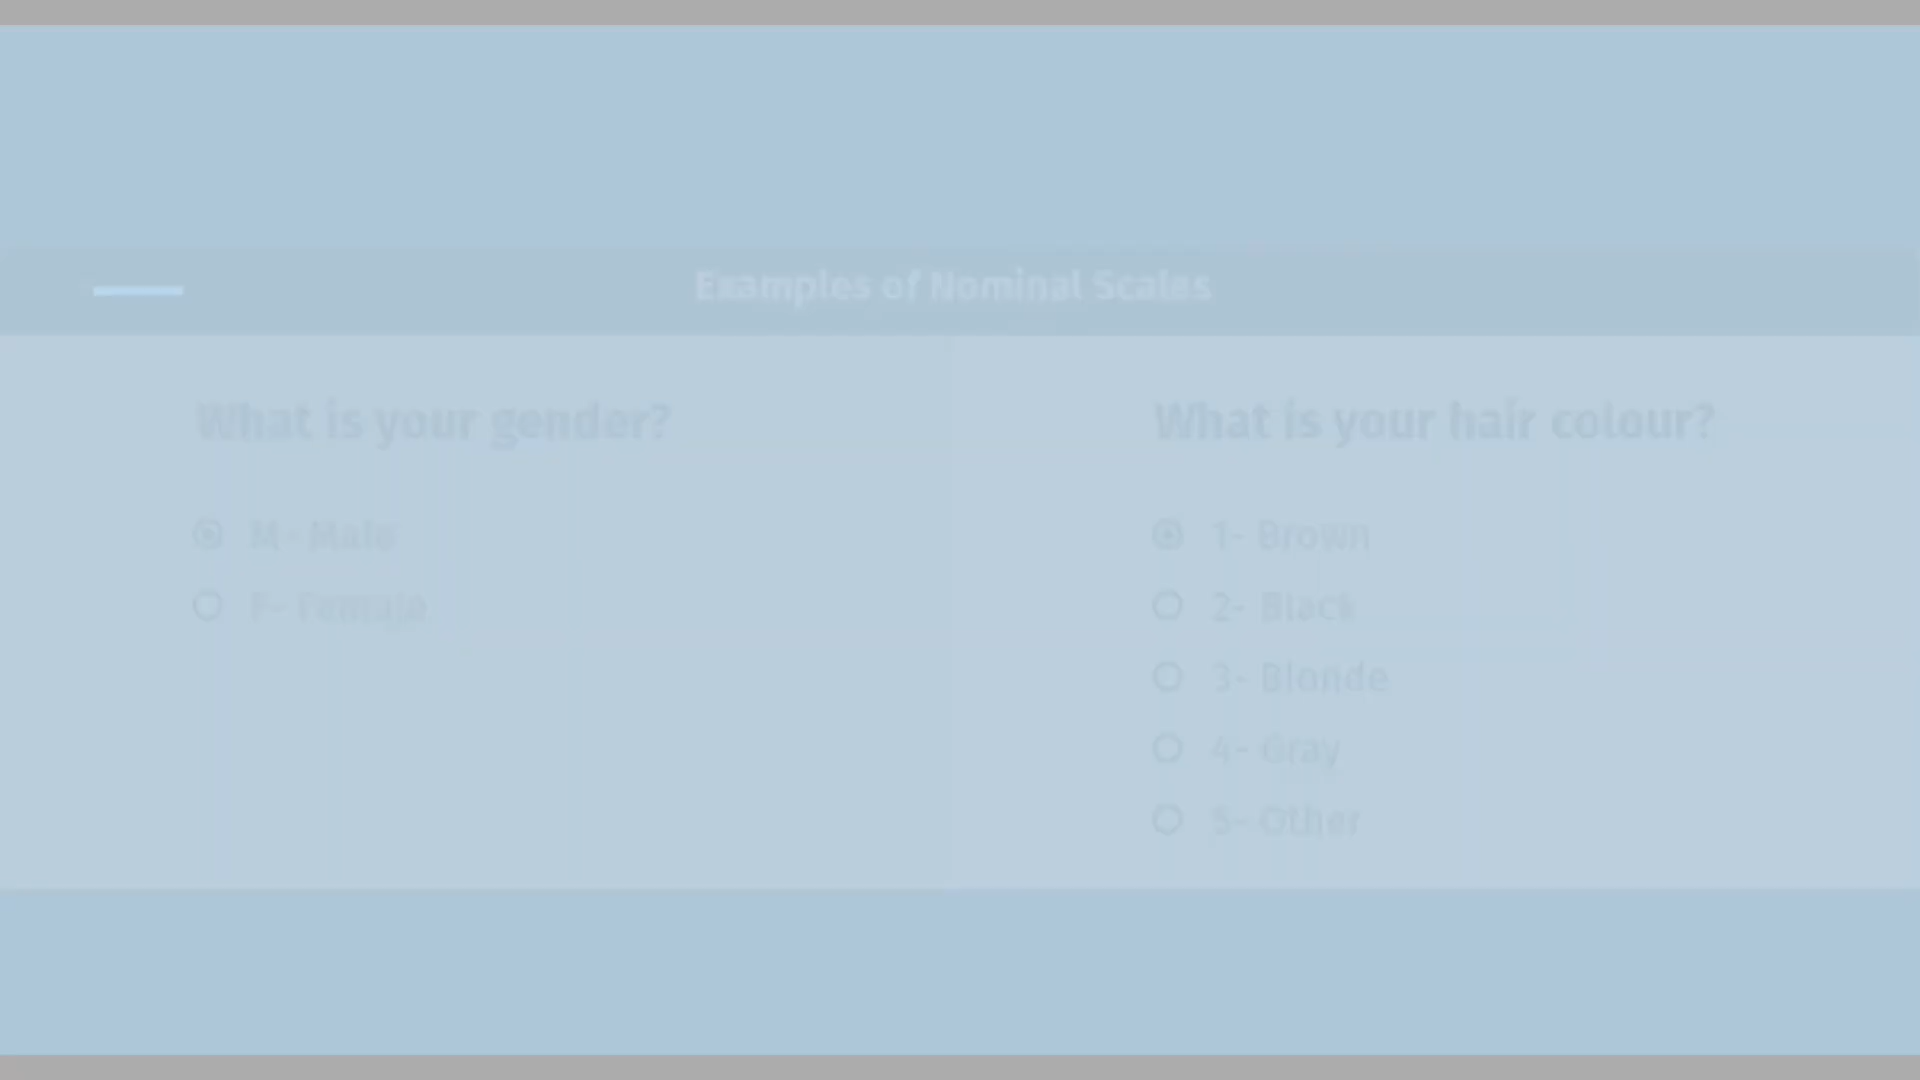 Examples of Nominal Scales
What is your gender?
M- Male
F- Female
What is your hair colour?
1- Brown
2- Black
3- Blonde
4- Gray
5- Other